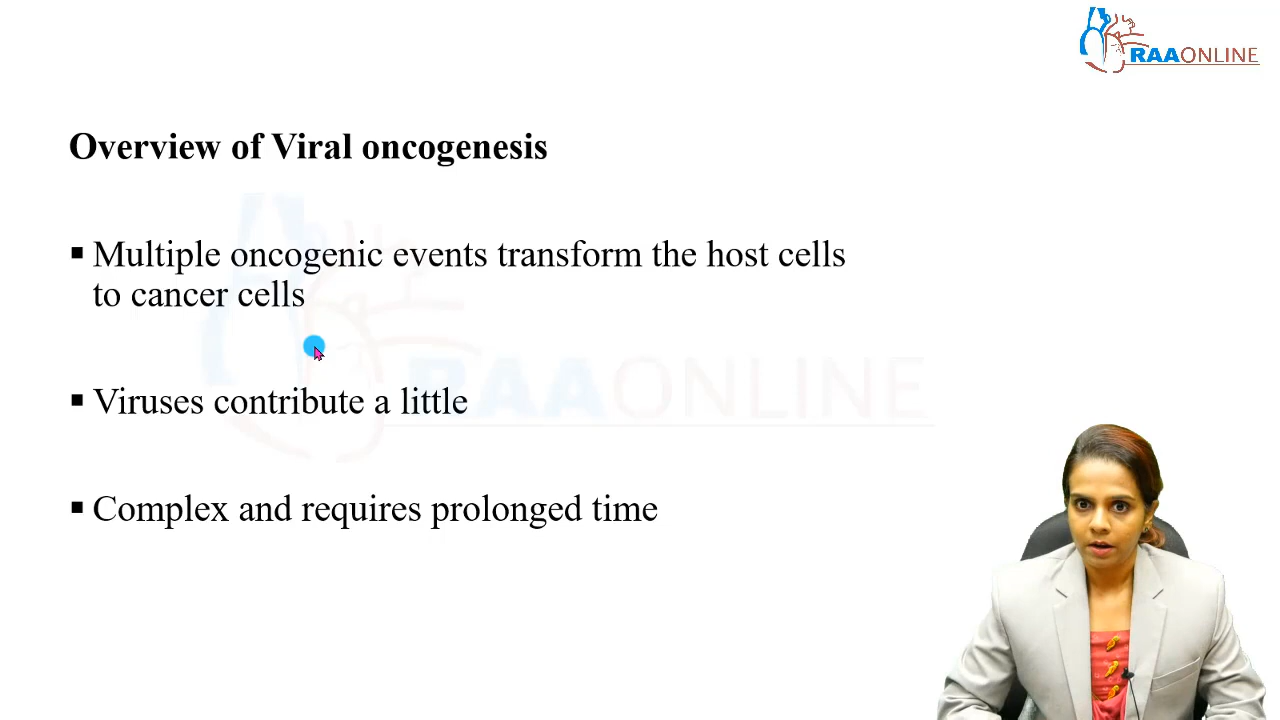 RAAONLINE
Overview of Viral oncogenesis
▪ Multiple oncogenic events transform the host cells
to cancer cells
RAAONLINE
▪ Viruses contribute a little
▪ Complex and requires prolonged time